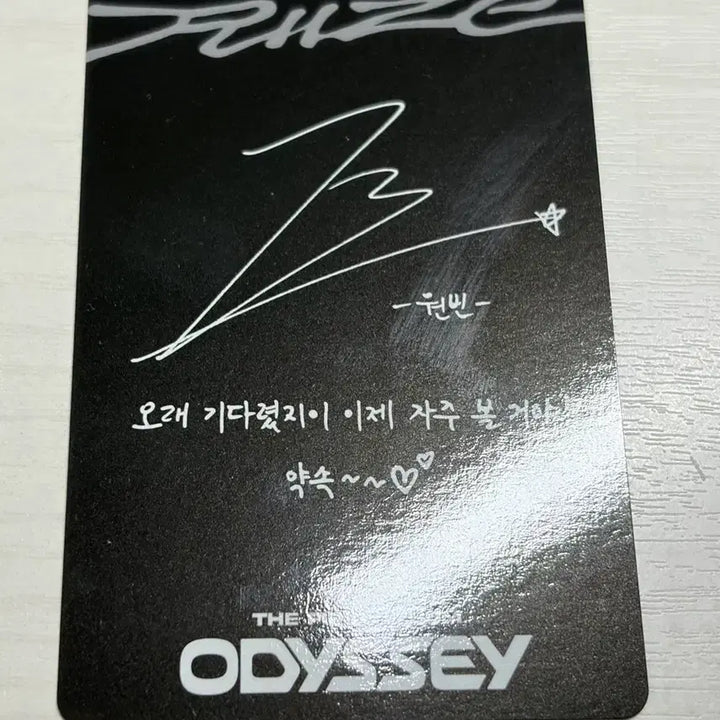 RIIZE
-원빈-
오래 기다렸지이 이제 자주 볼 거야
약속~~♡♡
THE
ODYSSEY